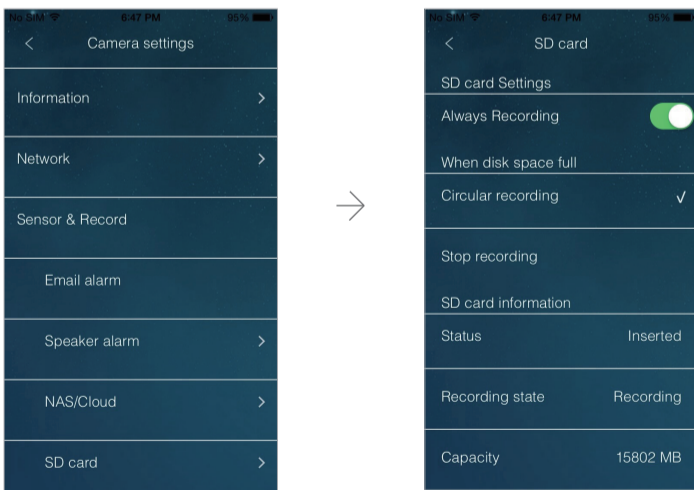 No SIM 6:47 PM 95%
Camera settings
Information
Network
Sensor & Record
Email alarm
Speaker alarm
NAS/Cloud
SD card
No SIM 6:47 PM 95%
SD card
SD card Settings
Always Recording
When disk space full
Circular recording
Stop recording
SD card information
Status Inserted
Recording state Recording
Capacity 15802 MB